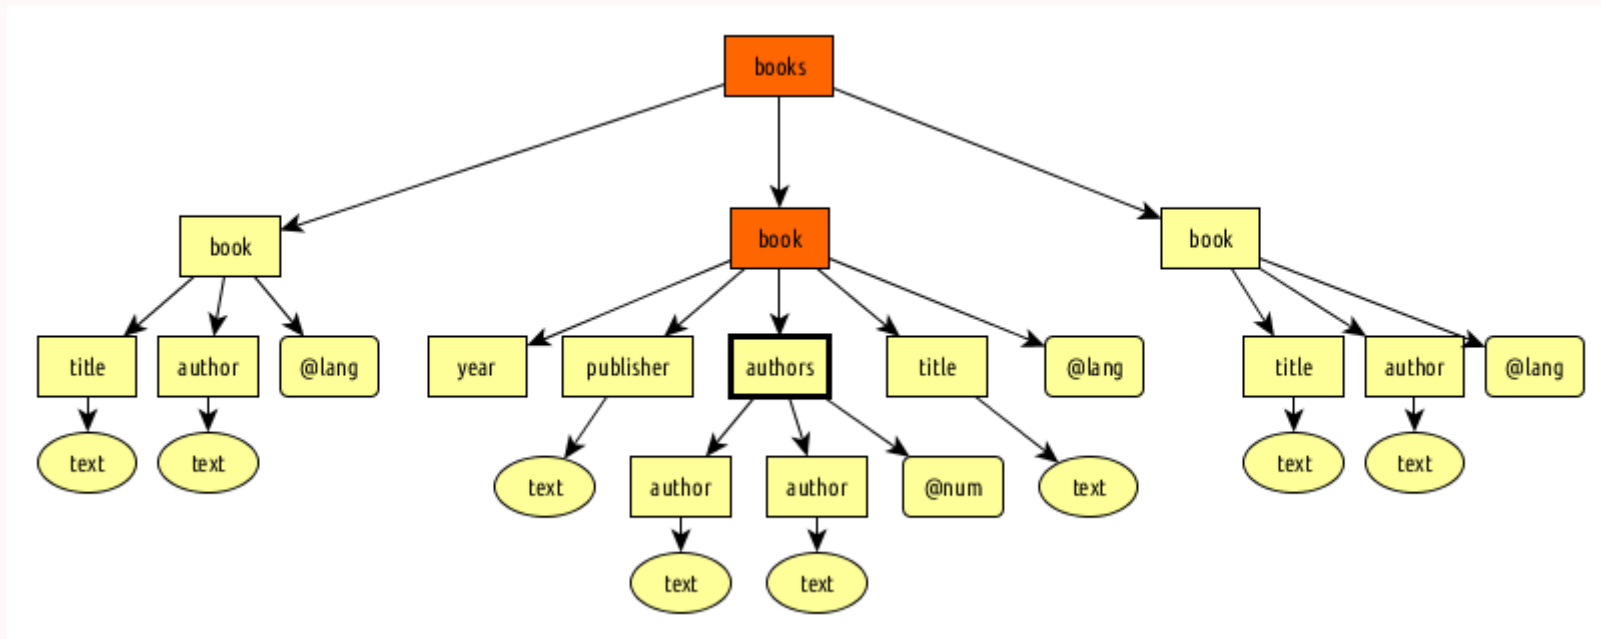 books
book
book
book
title
author
@lang
year
publisher
authors
title
@lang
title
author
@lang
text
text
text
author
author
@num
text
text
text
text
text